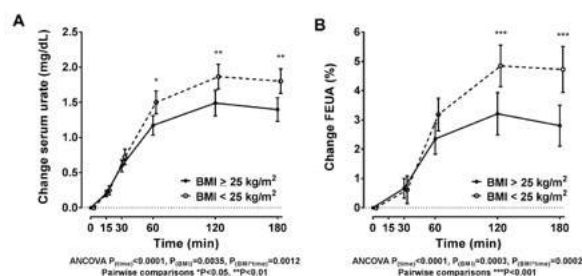 A
Change serum urate (mg/dL)
2.5
2.0
1.5
1.0
0.5
0.0
*
**
**
BMI ≥ 25 kg/m²
BMI < 25 kg/m²
0 15 30 60 120 180
Time (min)
ANCOVA P(time)<0.0001, P(BMI)=0.0035, P(BMI*time)=0.0012
Pairwise comparisons *P<0.05, **P<0.01
B
Change FEUA (%)
8
7
6
5
4
3
2
1
0
***
***
BMI > 25 kg/m²
BMI < 25 kg/m²
0 15 30 60 120 180
Time (min)
ANCOVA P(time)<0.0001, P(BMI)=0.0003, P(BMI*time)=0.0002
Pairwise comparisons ***P<0.001